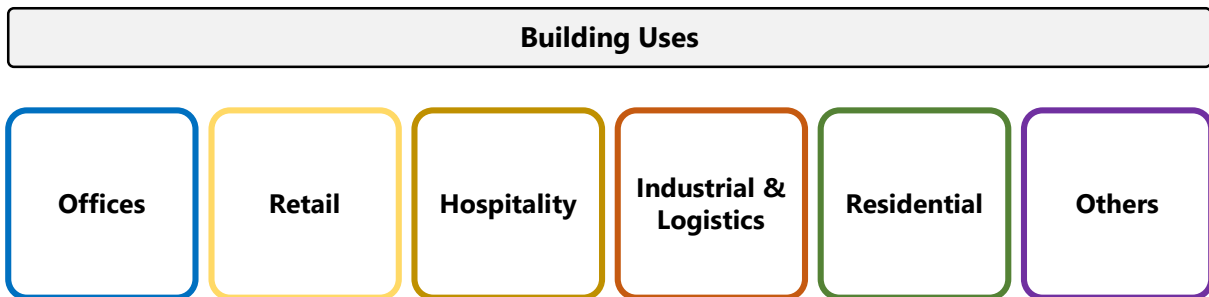 Building Uses
Offices
Retail
Hospitality
Industrial &
Logistics
Residential
Others